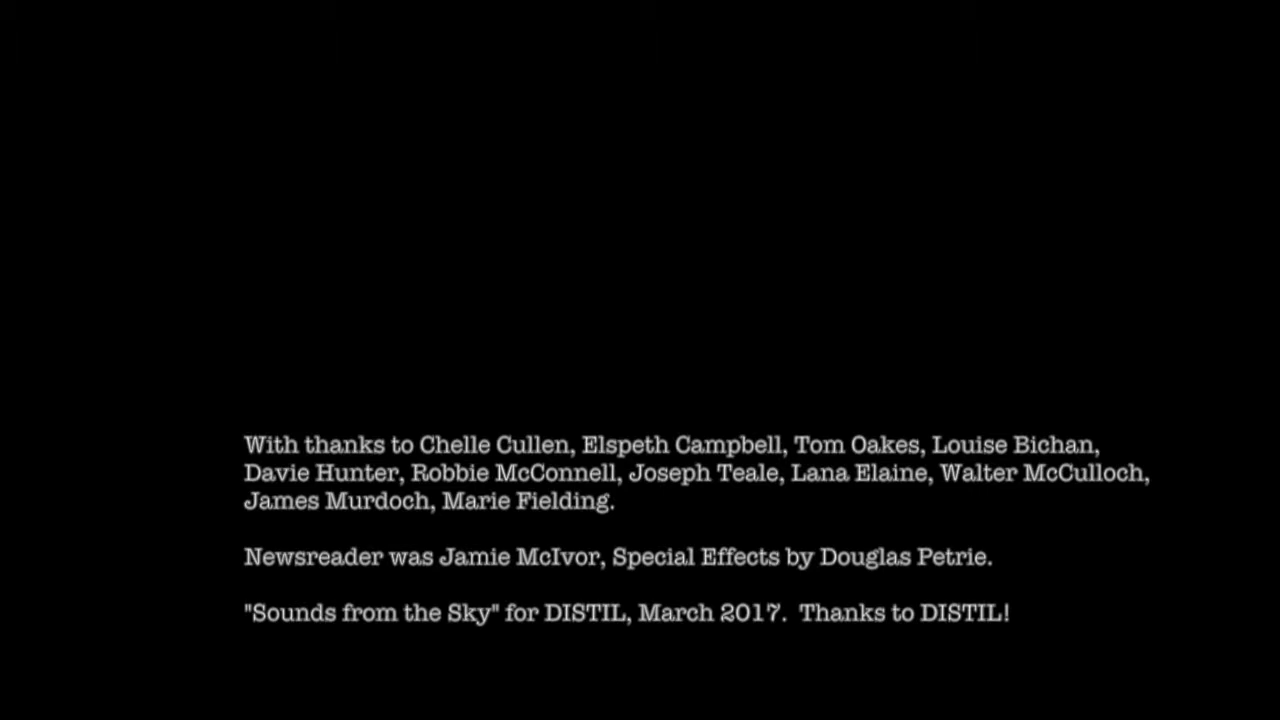 With thanks to Chelle Cullen, Elspeth Campbell, Tom Oakes, Louise Bichan,
Davie Hunter, Robbie McConnell, Joseph Teale, Lana Elaine, Walter McCulloch,
James Murdoch, Marie Fielding.
Newsreader was Jamie McIvor, Special Effects by Douglas Petrie.
"Sounds from the Sky" for DISTIL, March 2017.  Thanks to DISTIL!